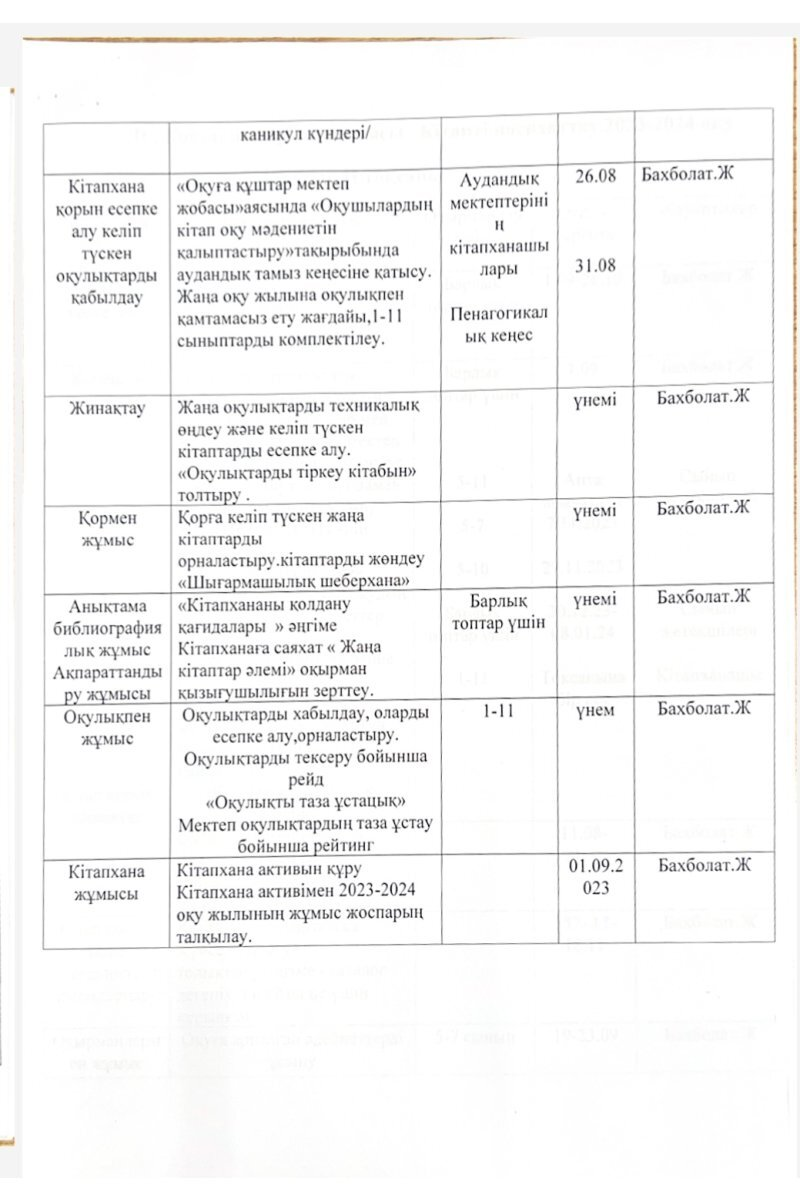 каникул күндері/
Кітапхана
қорын есепке
алу келіп
түскен
оқулықтарды
қабылдау
«Оқуға құштар мектеп
жобасы»аясында «Оқушылардың
кітап оқу мәдениетін
қалыптастыру»тақырыбында
аудандық тамыз кеңесіне қатысу.
Жаңа оқу жылына оқулықпен
қамтамасыз ету жағдайы,1-11
сыныптарды комплектілеу.
Аудандық
мектептеріні
ң
кітапханашы
лары
Пенагогикал
ық кеңес
26.08
31.08
Бахболат.Ж
Жинақтау
Жаңа оқулықтарды техникалық
өңдеу және келіп түскен
кітаптарды есепке алу.
«Оқулықтарды тіркеу кітабын»
толтыру .
үнемі
Бахболат.Ж
Қормен
жұмыс
Қорға келіп түскен жаңа
кітаптарды
орналастыру.кітаптарды жөндеу
«Шығармашылық шеберхана»
үнемі
Бахболат.Ж
Анықтама
библиография
лық жұмыс
Ақпараттанды
ру жұмысы
«Кітапхананы қолдану
қағидалары » әңгіме
Кітапханаға саяхат « Жаңа
кітаптар әлемі» оқырман
қызығушылығын зерттеу.
Барлық
топтар үшін
үнемі
Бахболат.Ж
Оқулықпен
жұмыс
Оқулықтарды хабылдау, оларды
есепке алу,орналастыру.
Оқулықтарды тексеру бойынша
рейд
«Оқулықты таза ұстацық»
Мектеп оқулықтардың таза ұстау
бойынша рейтинг
1-11
үнем
Бахболат.Ж
Кітапхана
жұмысы
Кітапхана активын құру
Кітапхана активімен 2023-2024
оқу жылының жұмыс жоспарың
талқылау.
01.09.2
023
Бахболат.Ж